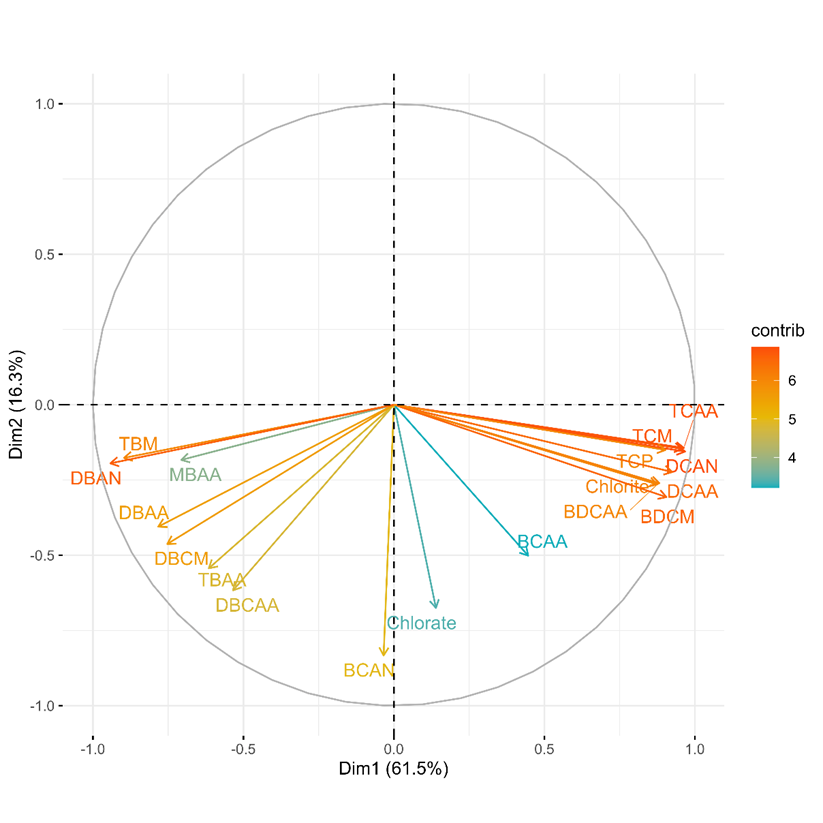 1.0
0.5
0.0
-0.5
-1.0
Dim2 (16.3%)
TCAA
TCM
TBM
TCP
DCAN
DBAN
MBAA
Chlorite
DCAA
DBAA
BDCAA
BDCM
BCAA
DBCM
TBAA
DBCAA
Chlorate
BCAN
contrib
6
5
4
-1.0 -0.5 0.0 0.5 1.0
Dim1 (61.5%)